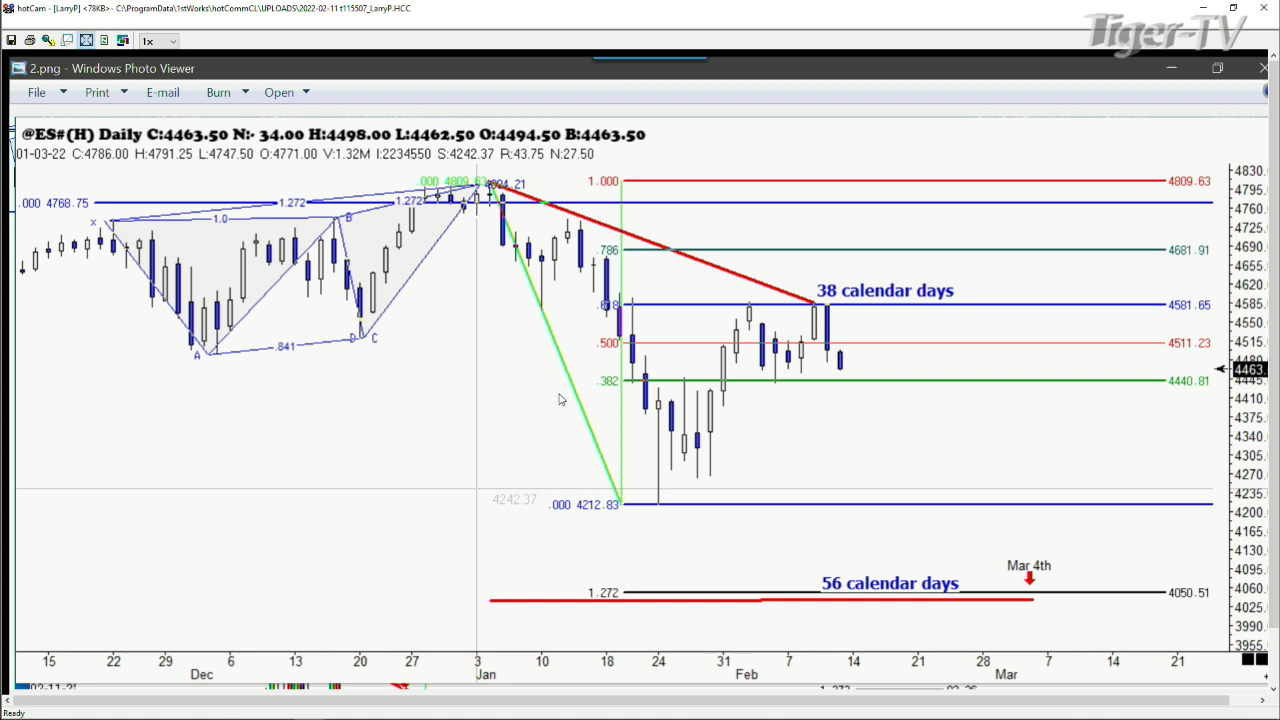 hotCam - [LarryP] <78KB>- C:\ProgramData\1stWorks\hotCommCL\UPLOADS\2022-02-11 t115507_LarryP.HCC
1x
Tiger-TV
2.png - Windows Photo Viewer
File Print E-mail Burn Open
@ES#(H) Daily C:4463.50 N:- 34.00 H:4498.00 L:4462.50 O:4494.50 B:4463.50
01-03-22 C:4786.00 H:4791.25 L:4747.50 O:4771.00 V:1.32M I:2234550 S:4242.37 R:43.75 N:27.50
.000 4809.63
1.000
4809.63
.000 4768.75
1.272
1.272
X
1.0
B
.786
4681.91
38 calendar days
.618
4581.65
.500
4511.23
D C
.841
A
.382
4440.81
4242.37
.000 4212.83
Mar 4th
56 calendar days
1.272
4050.51
4830
4795
4760
4725
4690
4655
4620
4585
4550
4515
4480
4463
4445
4410
4375
4340
4305
4270
4235
4200
4165
4130
4095
4060
4025
3990
3955
15 22 29 6 13 20 27 3 10 18 24 31 7 14 21 28 7 14 21
Dec Jan Feb Mar
Ready